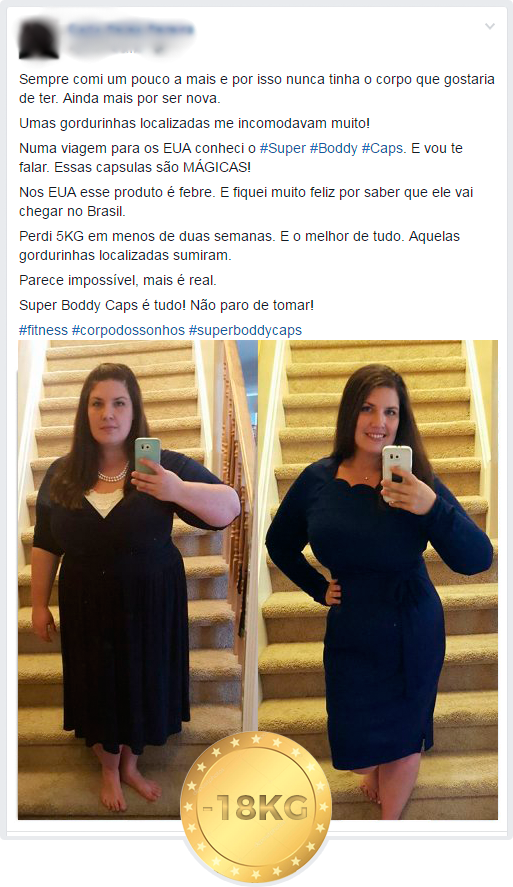 Sempre comi um pouco a mais e por isso nunca tinha o corpo que gostaria
de ter. Ainda mais por ser nova.
Umas gordurinhas localizadas me incomodavam muito!
Numa viagem para os EUA conheci o #Super #Boddy #Caps. E vou te
falar. Essas capsulas são MÁGICAS!
Nos EUA esse produto é febre. E fiquei muito feliz por saber que ele vai
chegar no Brasil.
Perdi 5KG em menos de duas semanas. E o melhor de tudo. Aquelas
gordurinhas localizadas sumiram.
Parece impossível, mais é real.
Super Boddy Caps é tudo! Não paro de tomar!
#fitness #corpodossonhos #superboddycaps
-18KG